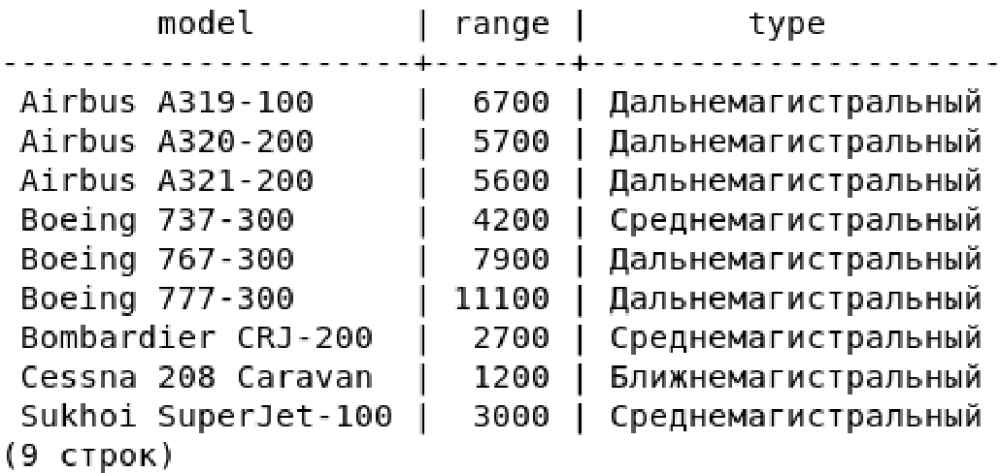 model | range | type
---------------------+-------+---------------------
Airbus A319-100 | 6700 | Дальнемагистральный
Airbus A320-200 | 5700 | Дальнемагистральный
Airbus A321-200 | 5600 | Дальнемагистральный
Boeing 737-300 | 4200 | Среднемагистральный
Boeing 767-300 | 7900 | Дальнемагистральный
Boeing 777-300 | 11100 | Дальнемагистральный
Bombardier CRJ-200 | 2700 | Среднемагистральный
Cessna 208 Caravan | 1200 | Ближнемагистральный
Sukhoi SuperJet-100 | 3000 | Среднемагистральный
(9 строк)